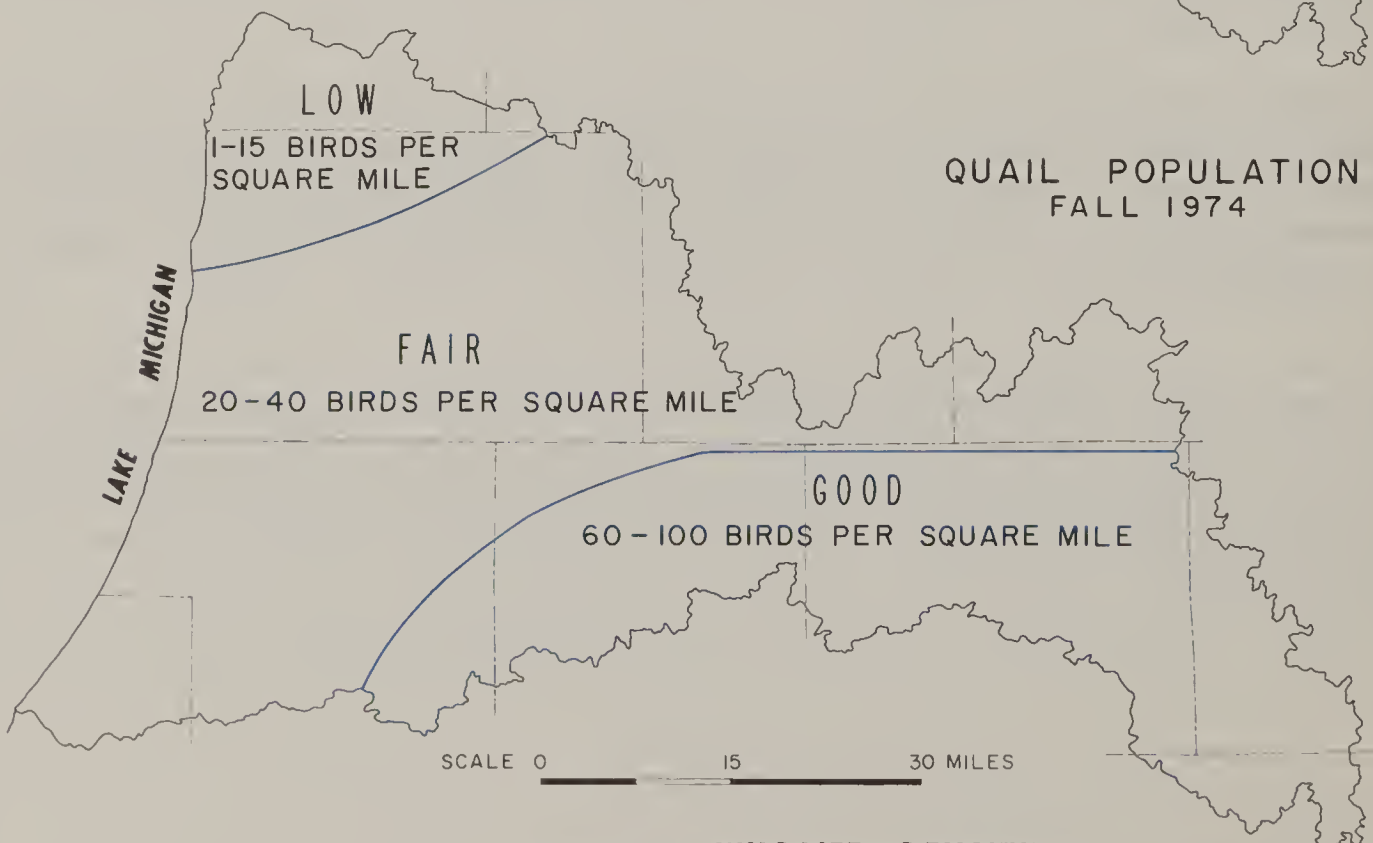 LOW
1-15 BIRDS PER
SQUARE MILE
QUAIL POPULATION
FALL 1974
LAKE MICHIGAN
FAIR
20-40 BIRDS PER SQUARE MILE
GOOD
60-100 BIRDS PER SQUARE MILE
SCALE 0 15 30 MILES